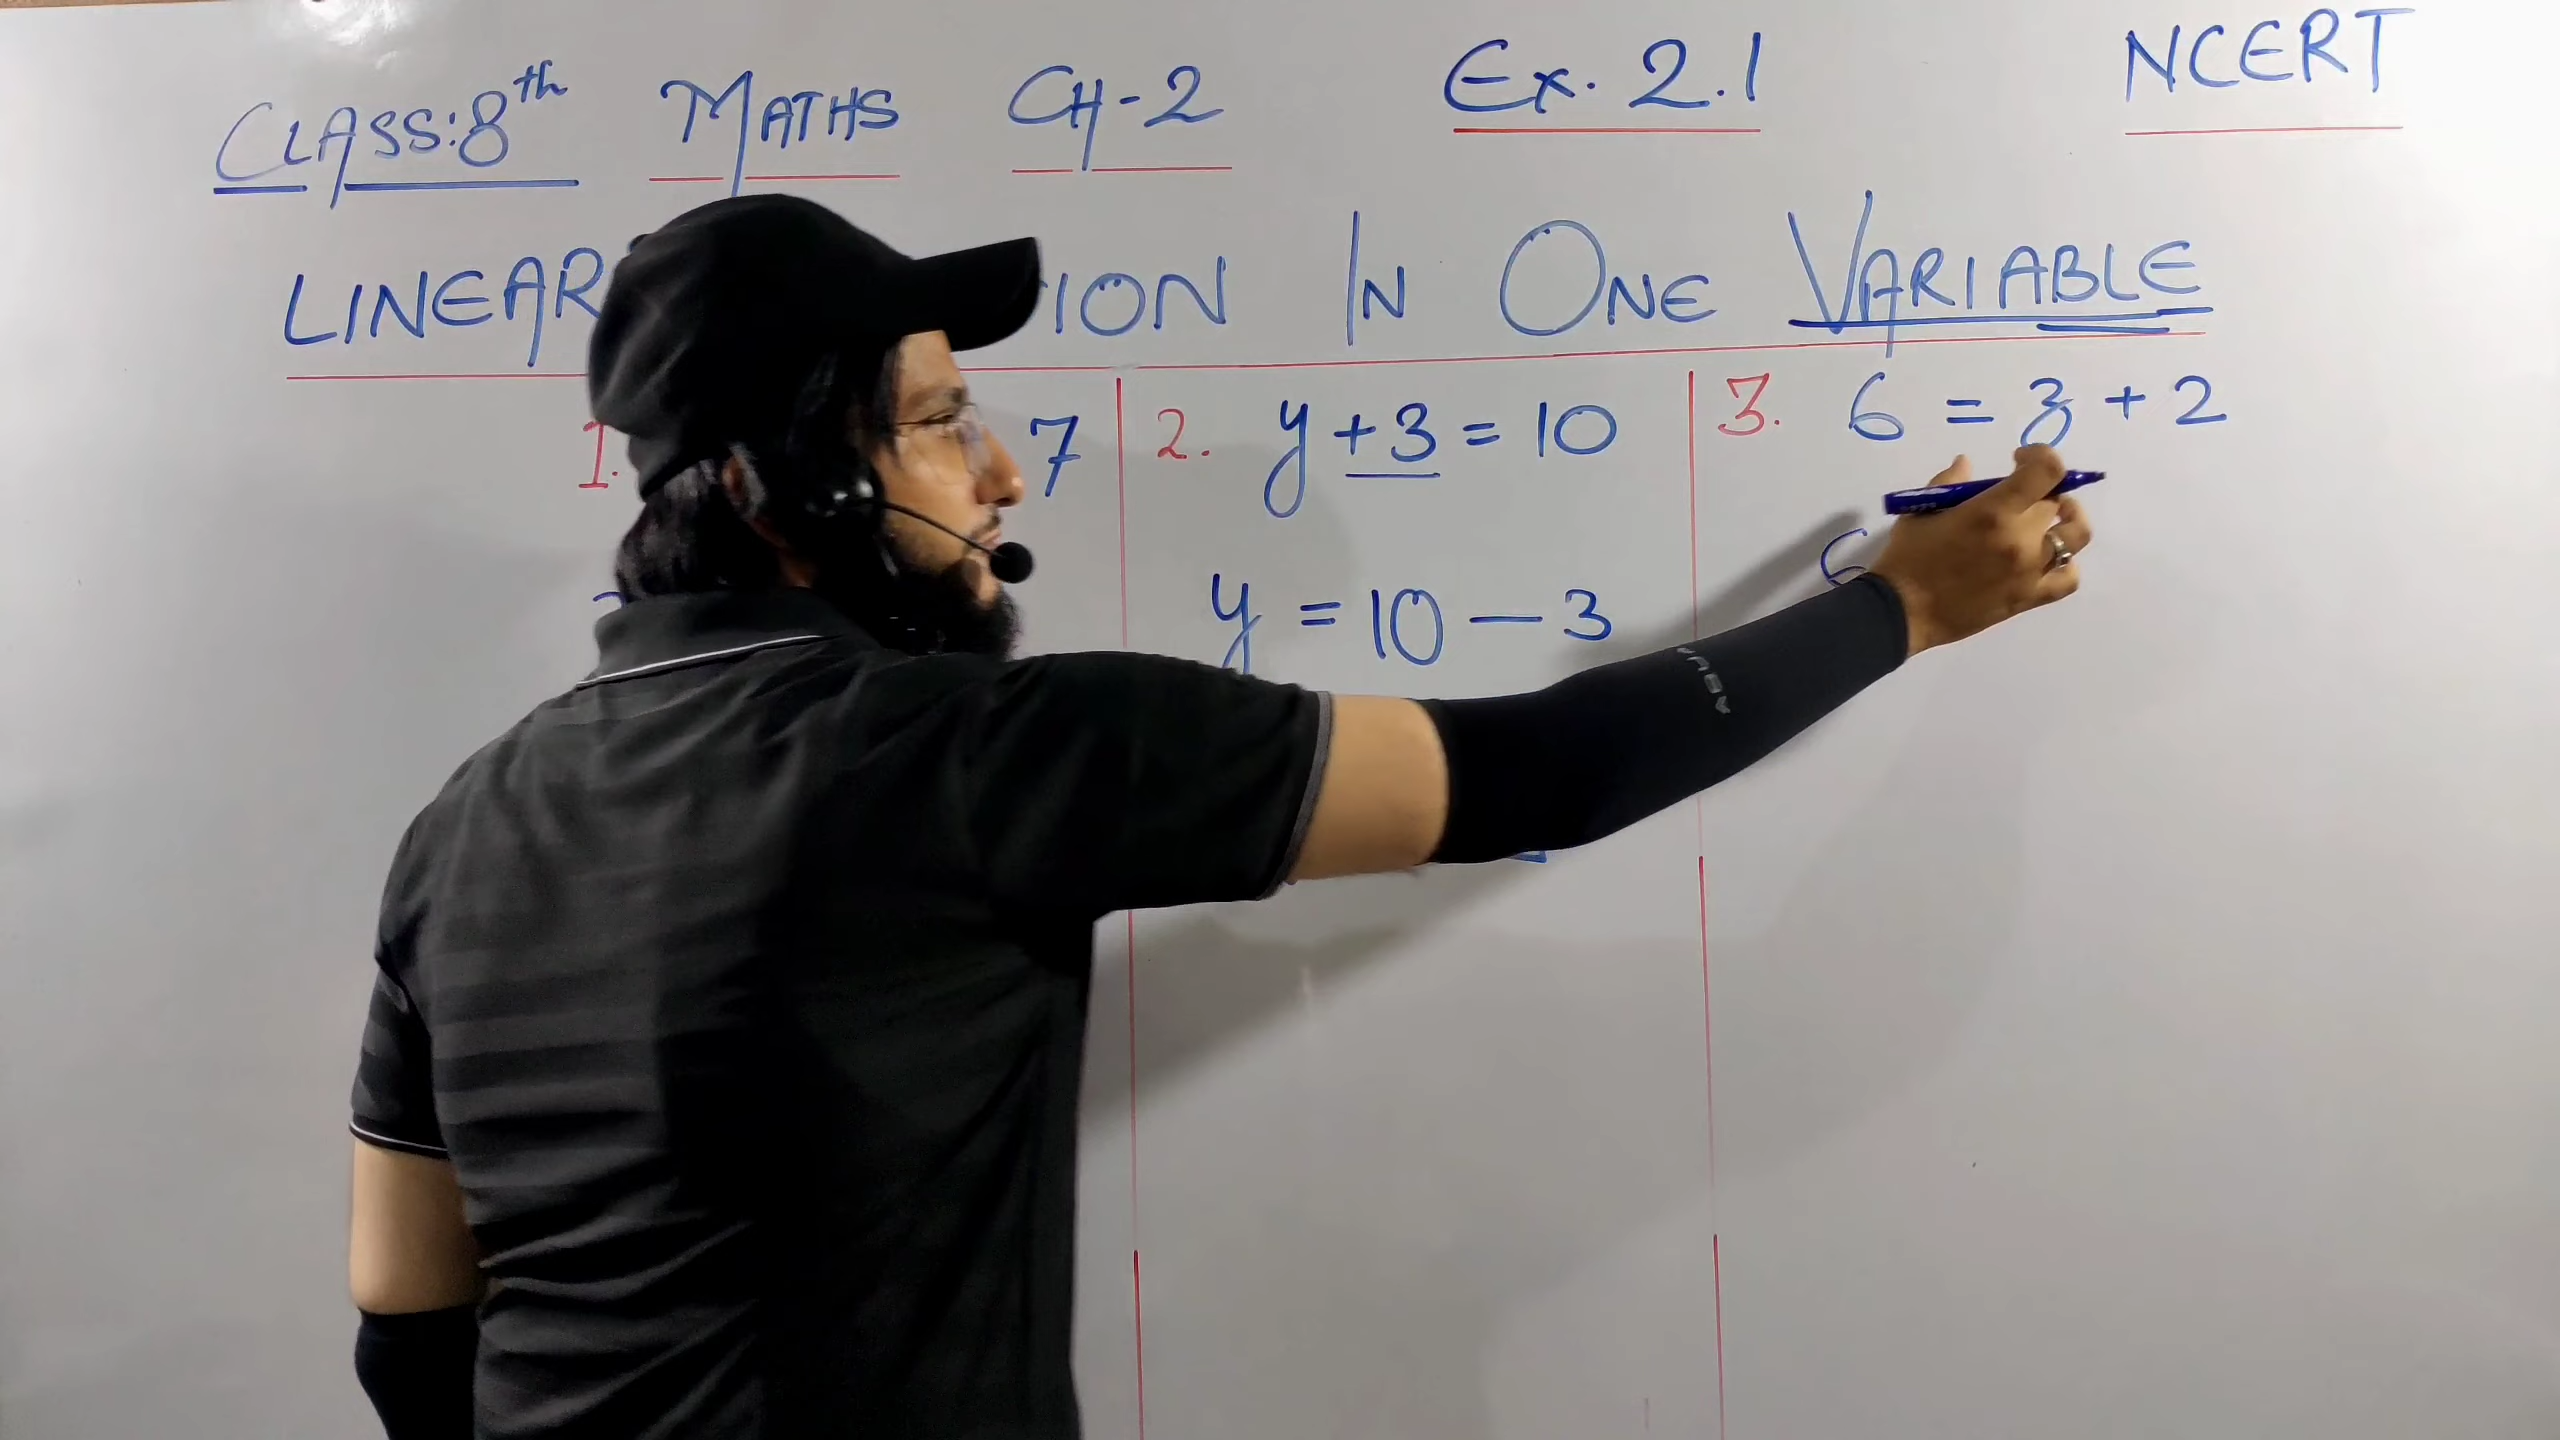 CLASS: 8th MATHS CH-2 Ex. 2.1 NCERT
LINEAR ION IN ONE VARIABLE
1. 7
2. y + 3 = 10
y = 10 - 3
3. 6 = z + 2
6